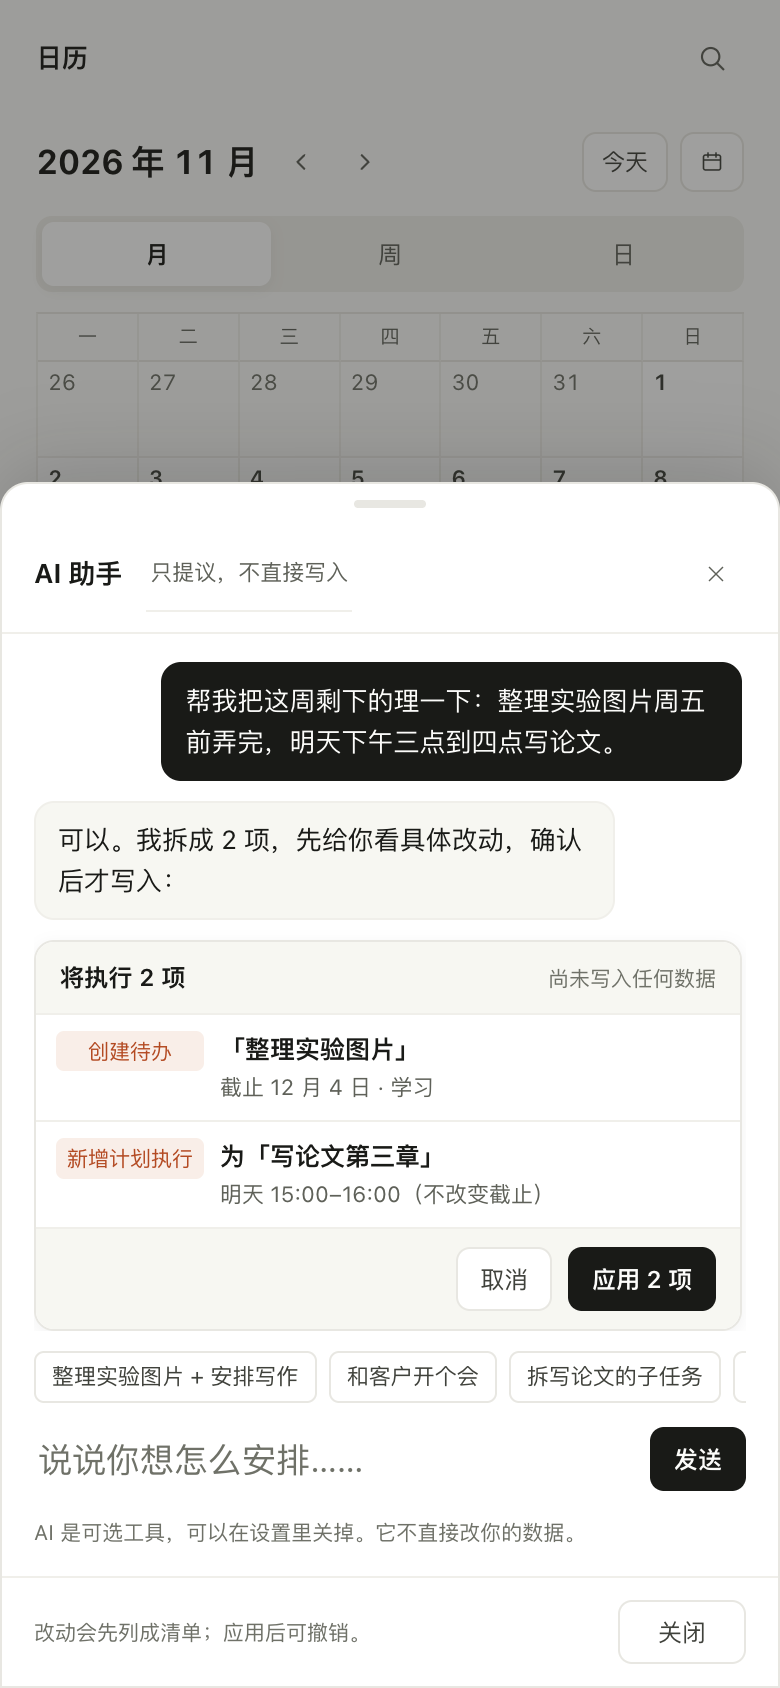 日历
2026 年 11 月
今天
月 周 日
一 二 三 四 五 六 日
26 27 28 29 30 31 1
2 3 4 5 6 7 8
AI 助手 只提议，不直接写入
帮我把这周剩下的理一下：整理实验图片周五
前弄完，明天下午三点到四点写论文。
可以。我拆成 2 项，先给你看具体改动，确认
后才写入：
将执行 2 项 尚未写入任何数据
创建待办 「整理实验图片」
截止 12 月 4 日 · 学习
新增计划执行 为「写论文第三章」
明天 15:00–16:00（不改变截止）
取消 应用 2 项
整理实验图片 + 安排写作 和客户开个会 拆写论文的子任务
说说你想怎么安排…… 发送
AI 是可选工具，可以在设置里关掉。它不直接改你的数据。
改动会先列成清单；应用后可撤销。 关闭